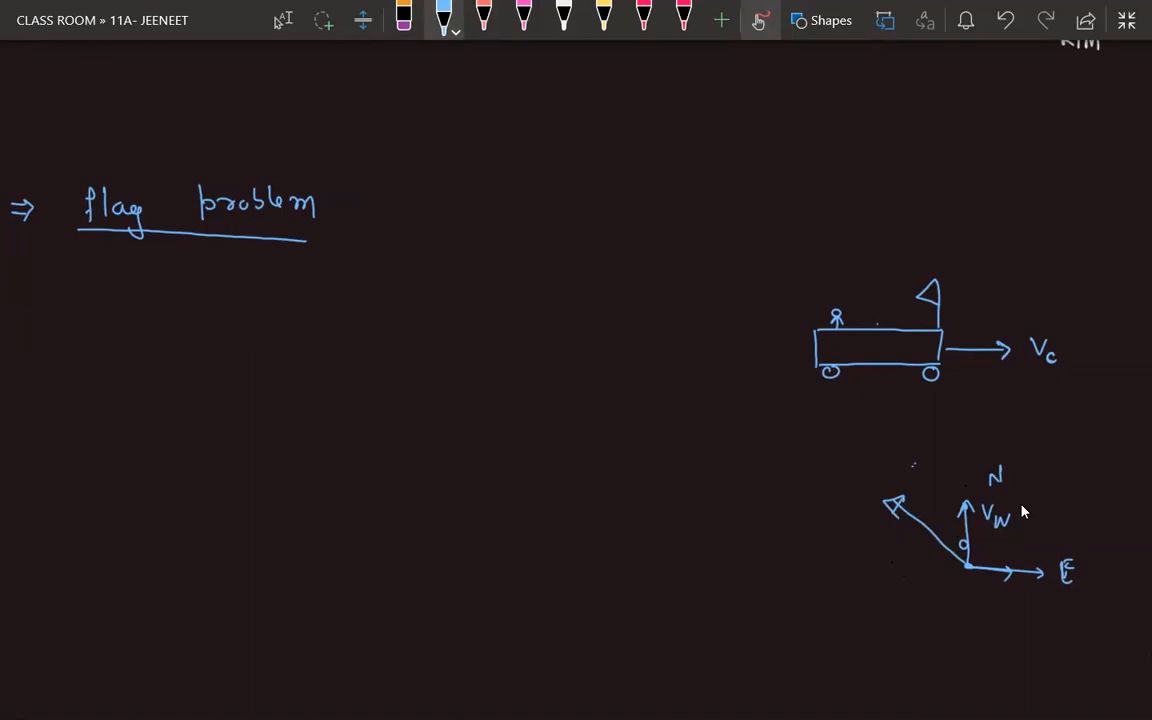 CLASS ROOM » 11A- JEENEET
Shapes
⇒ flag problem
Vc
N
VW
E